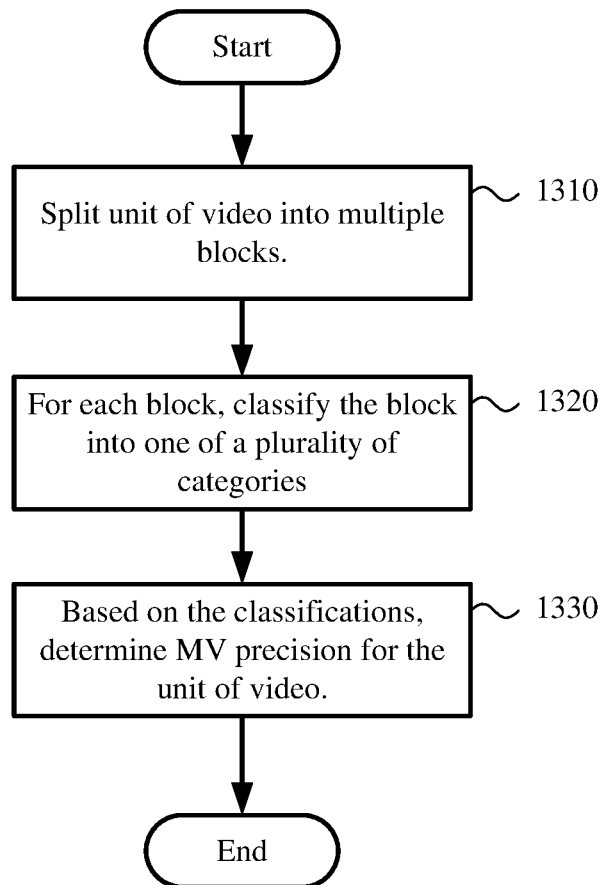 Start
Split unit of video into multiple
blocks.
1310
For each block, classify the block
into one of a plurality of
categories
1320
Based on the classifications,
determine MV precision for the
unit of video.
1330
End